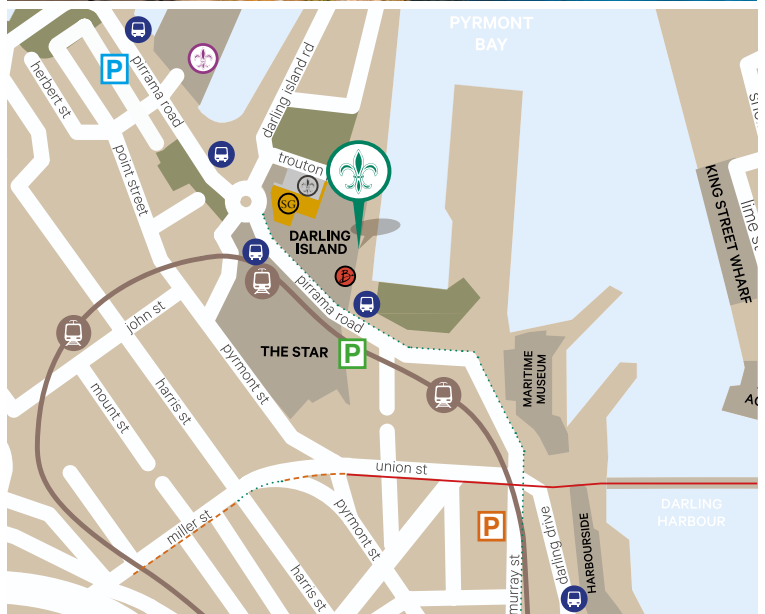 PYRMONT
BAY
P
herbert st
pirrama road
darling island rd
point street
trouton
SG
DARLING
ISLAND
B
KING STREET WHARF
lime st
pirrama road
john st
THE STAR
P
pyrmont st
MARITIME
MUSEUM
mount st
harris st
union st
miller st
pyrmont st
P
DARLING
HARBOUR
darling drive
HARBOURSIDE
murray st
harris st